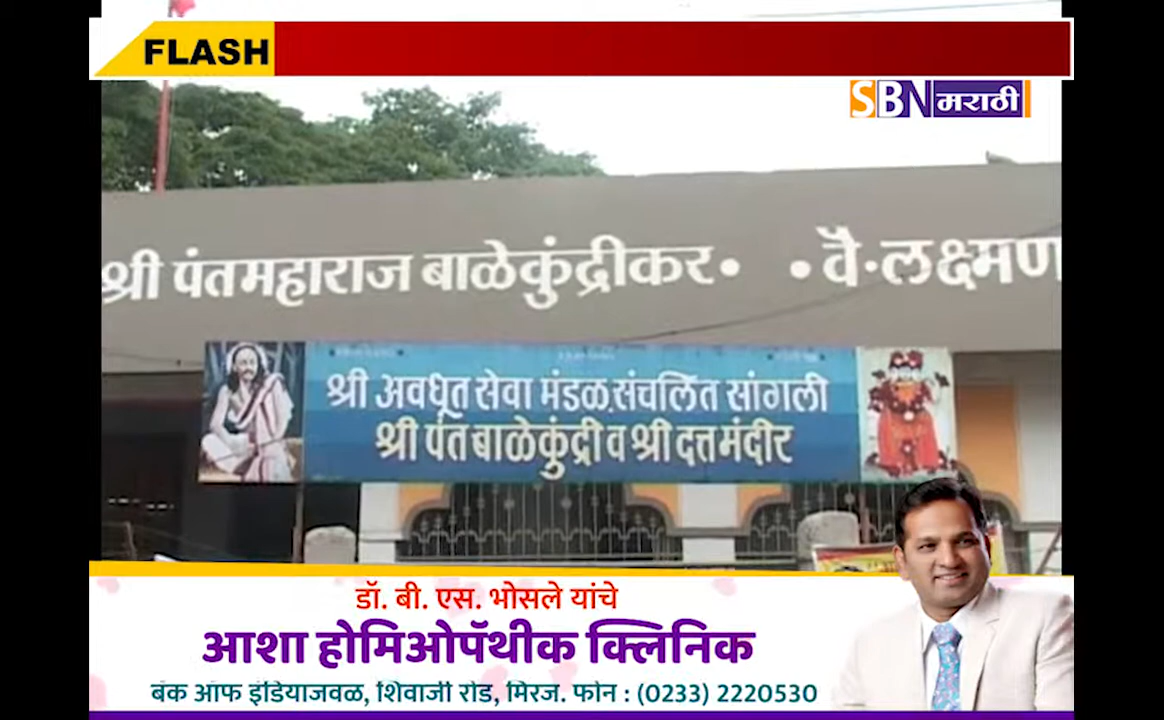 FLASH
SBN मराठी
श्री पंतमहाराज बाळेकुंद्रीकर • • वै. लक्ष्मण
श्री अवधूत सेवा मंडळ संचलित सांगली
श्री पंत बाळेकुंद्री व श्री दत्त मंदीर
डॉ. बी. एस. भोसले यांचे
आशा होमिओपॅथीक क्लिनिक
बँक ऑफ इंडियाजवळ, शिवाजी रोड, मिरज. फोन : (0233) 2220530